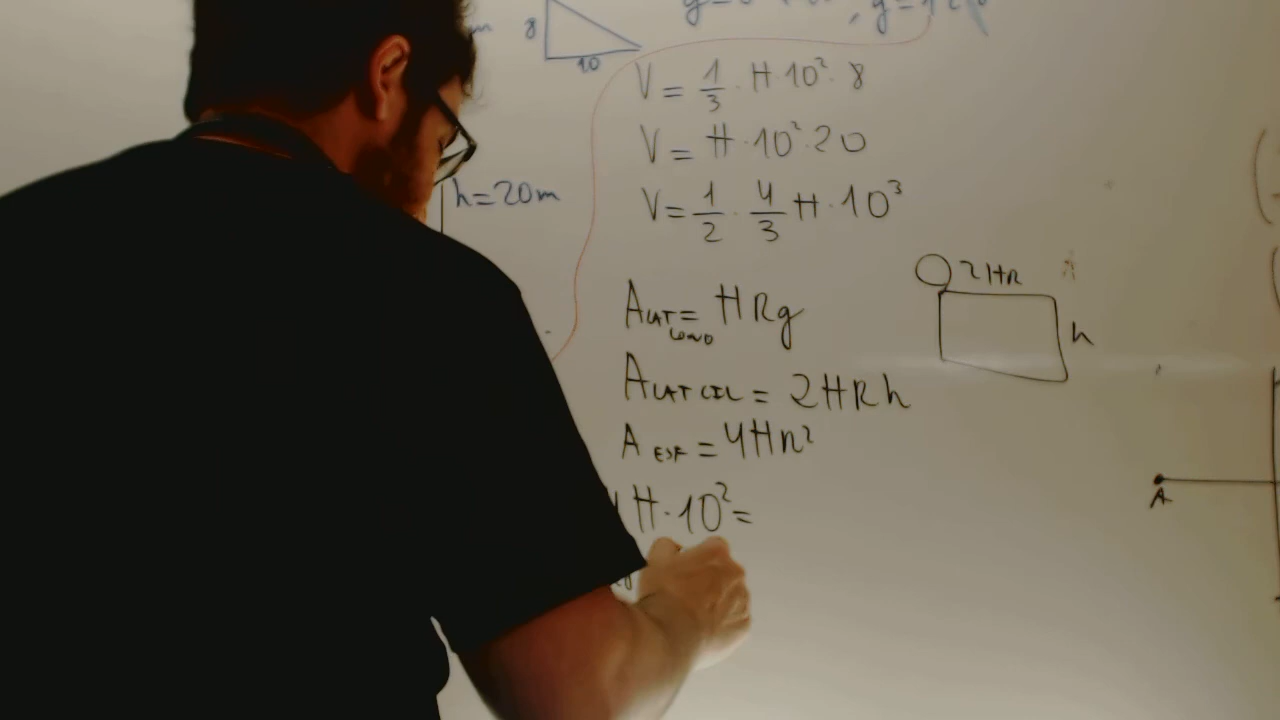 8
10
V = 1/3 · π · 10² · 8
V = π · 10² · 20
h = 20m
V = 1/2 · 4/3 π · 10³
2πR
A LAT CONO = πRg
h
A LAT CIL = 2πRh
A ESF = 4πR²
π · 10² =
A